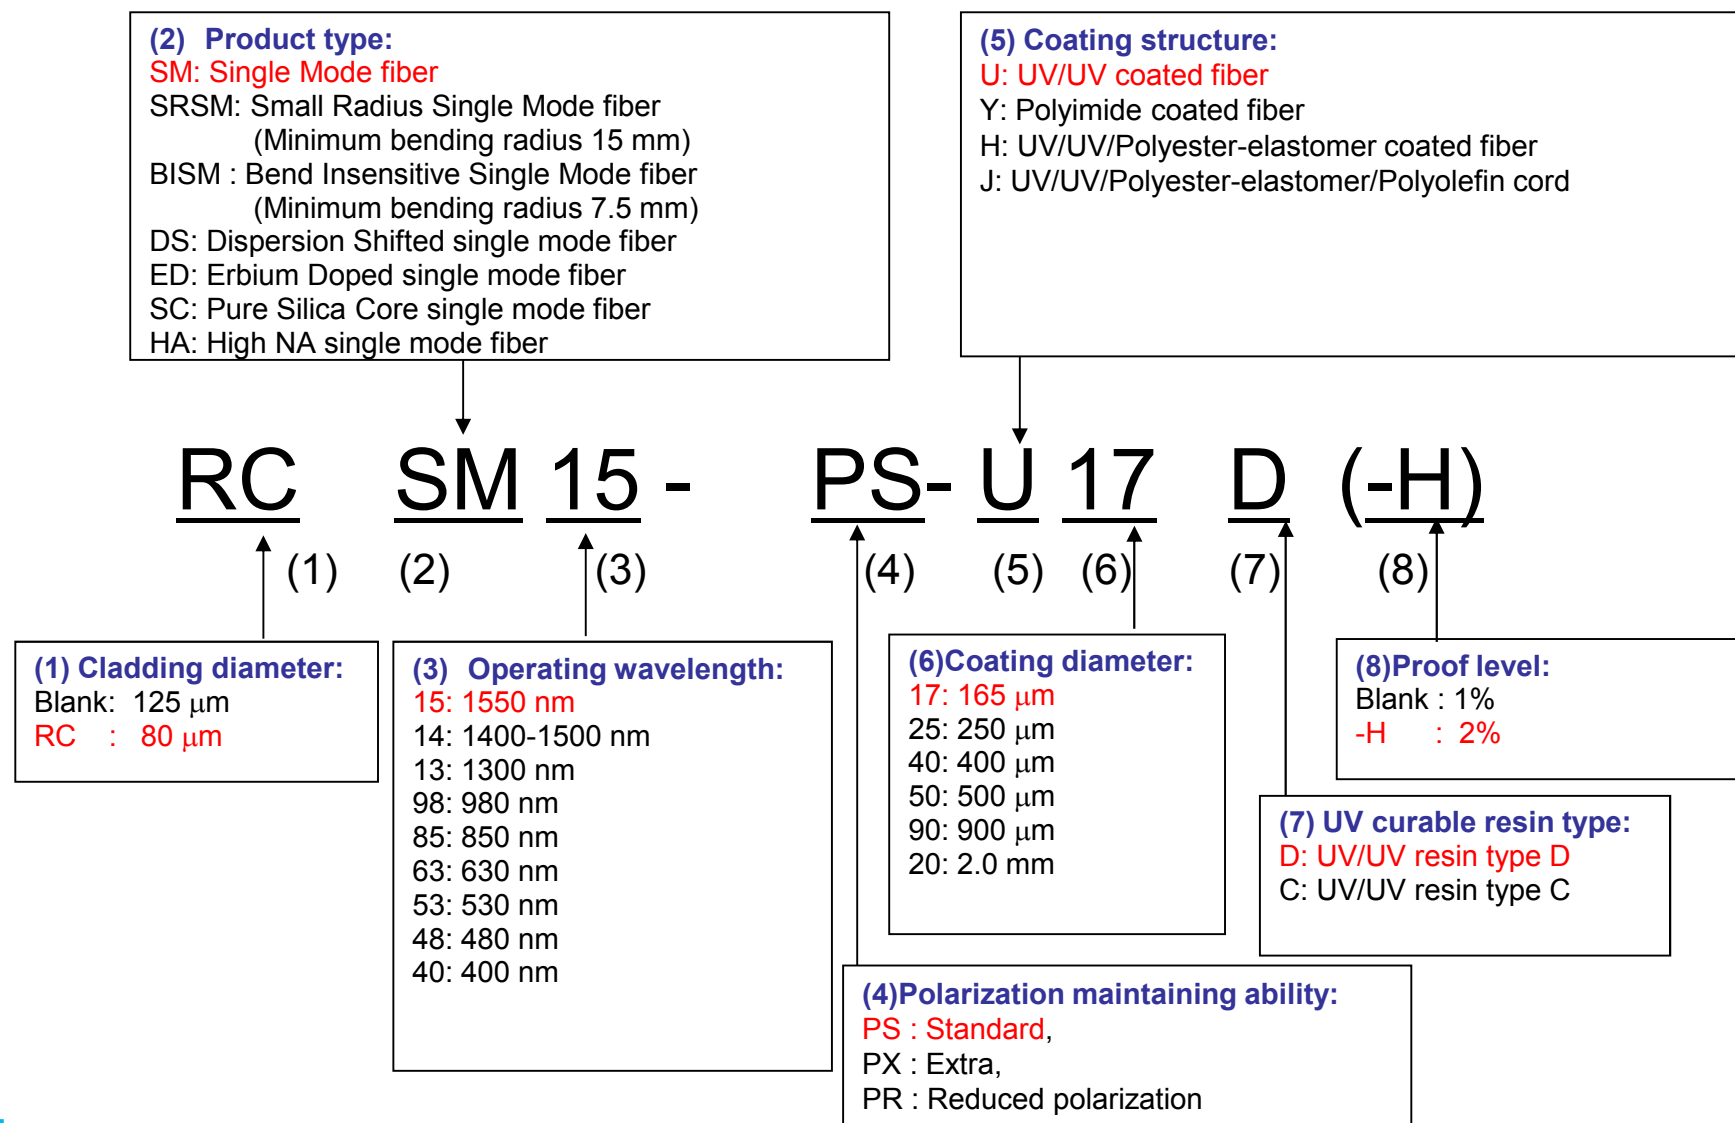 (2) Product type:
SM: Single Mode fiber
SRSM: Small Radius Single Mode fiber
(Minimum bending radius 15 mm)
BISM : Bend Insensitive Single Mode fiber
(Minimum bending radius 7.5 mm)
DS: Dispersion Shifted single mode fiber
ED: Erbium Doped single mode fiber
SC: Pure Silica Core single mode fiber
HA: High NA single mode fiber
(5) Coating structure:
U: UV/UV coated fiber
Y: Polyimide coated fiber
H: UV/UV/Polyester-elastomer coated fiber
J: UV/UV/Polyester-elastomer/Polyolefin cord
RC SM 15 - PS- U 17 D (-H)
(1) (2) (3) (4) (5) (6) (7) (8)
(1) Cladding diameter:
Blank: 125 μm
RC : 80 μm
(3) Operating wavelength:
15: 1550 nm
14: 1400-1500 nm
13: 1300 nm
98: 980 nm
85: 850 nm
63: 630 nm
53: 530 nm
48: 480 nm
40: 400 nm
(6)Coating diameter:
17: 165 μm
25: 250 μm
40: 400 μm
50: 500 μm
90: 900 μm
20: 2.0 mm
(8)Proof level:
Blank : 1%
-H : 2%
(7) UV curable resin type:
D: UV/UV resin type D
C: UV/UV resin type C
(4)Polarization maintaining ability:
PS : Standard,
PX : Extra,
PR : Reduced polarization